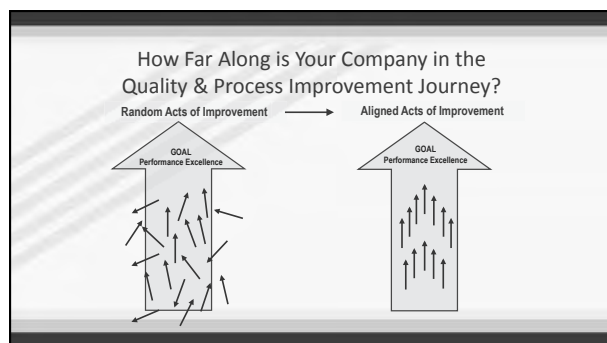 How Far Along is Your Company in the
Quality & Process Improvement Journey?
Random Acts of Improvement
Aligned Acts of Improvement
GOAL
Performance Excellence
GOAL
Performance Excellence